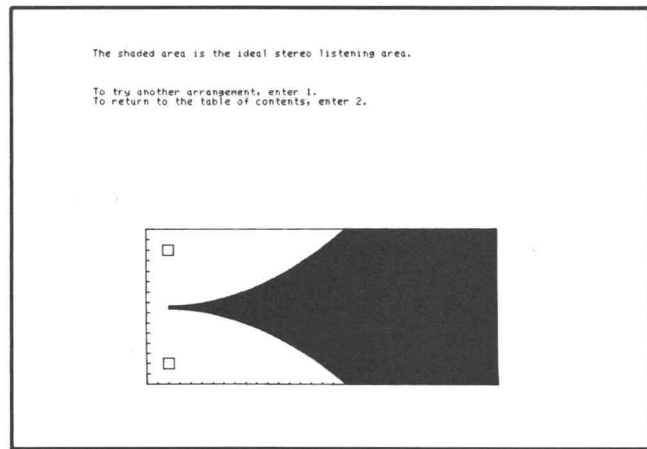 The shaded area is the ideal stereo listening area.
To try another arrangement, enter 1.
To return to the table of contents, enter 2.